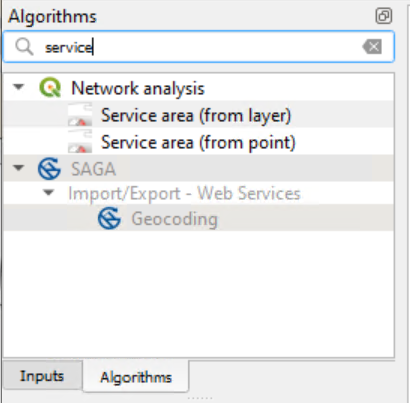 Algorithms
service
Network analysis
Service area (from layer)
Service area (from point)
SAGA
Import/Export - Web Services
Geocoding
Inputs Algorithms